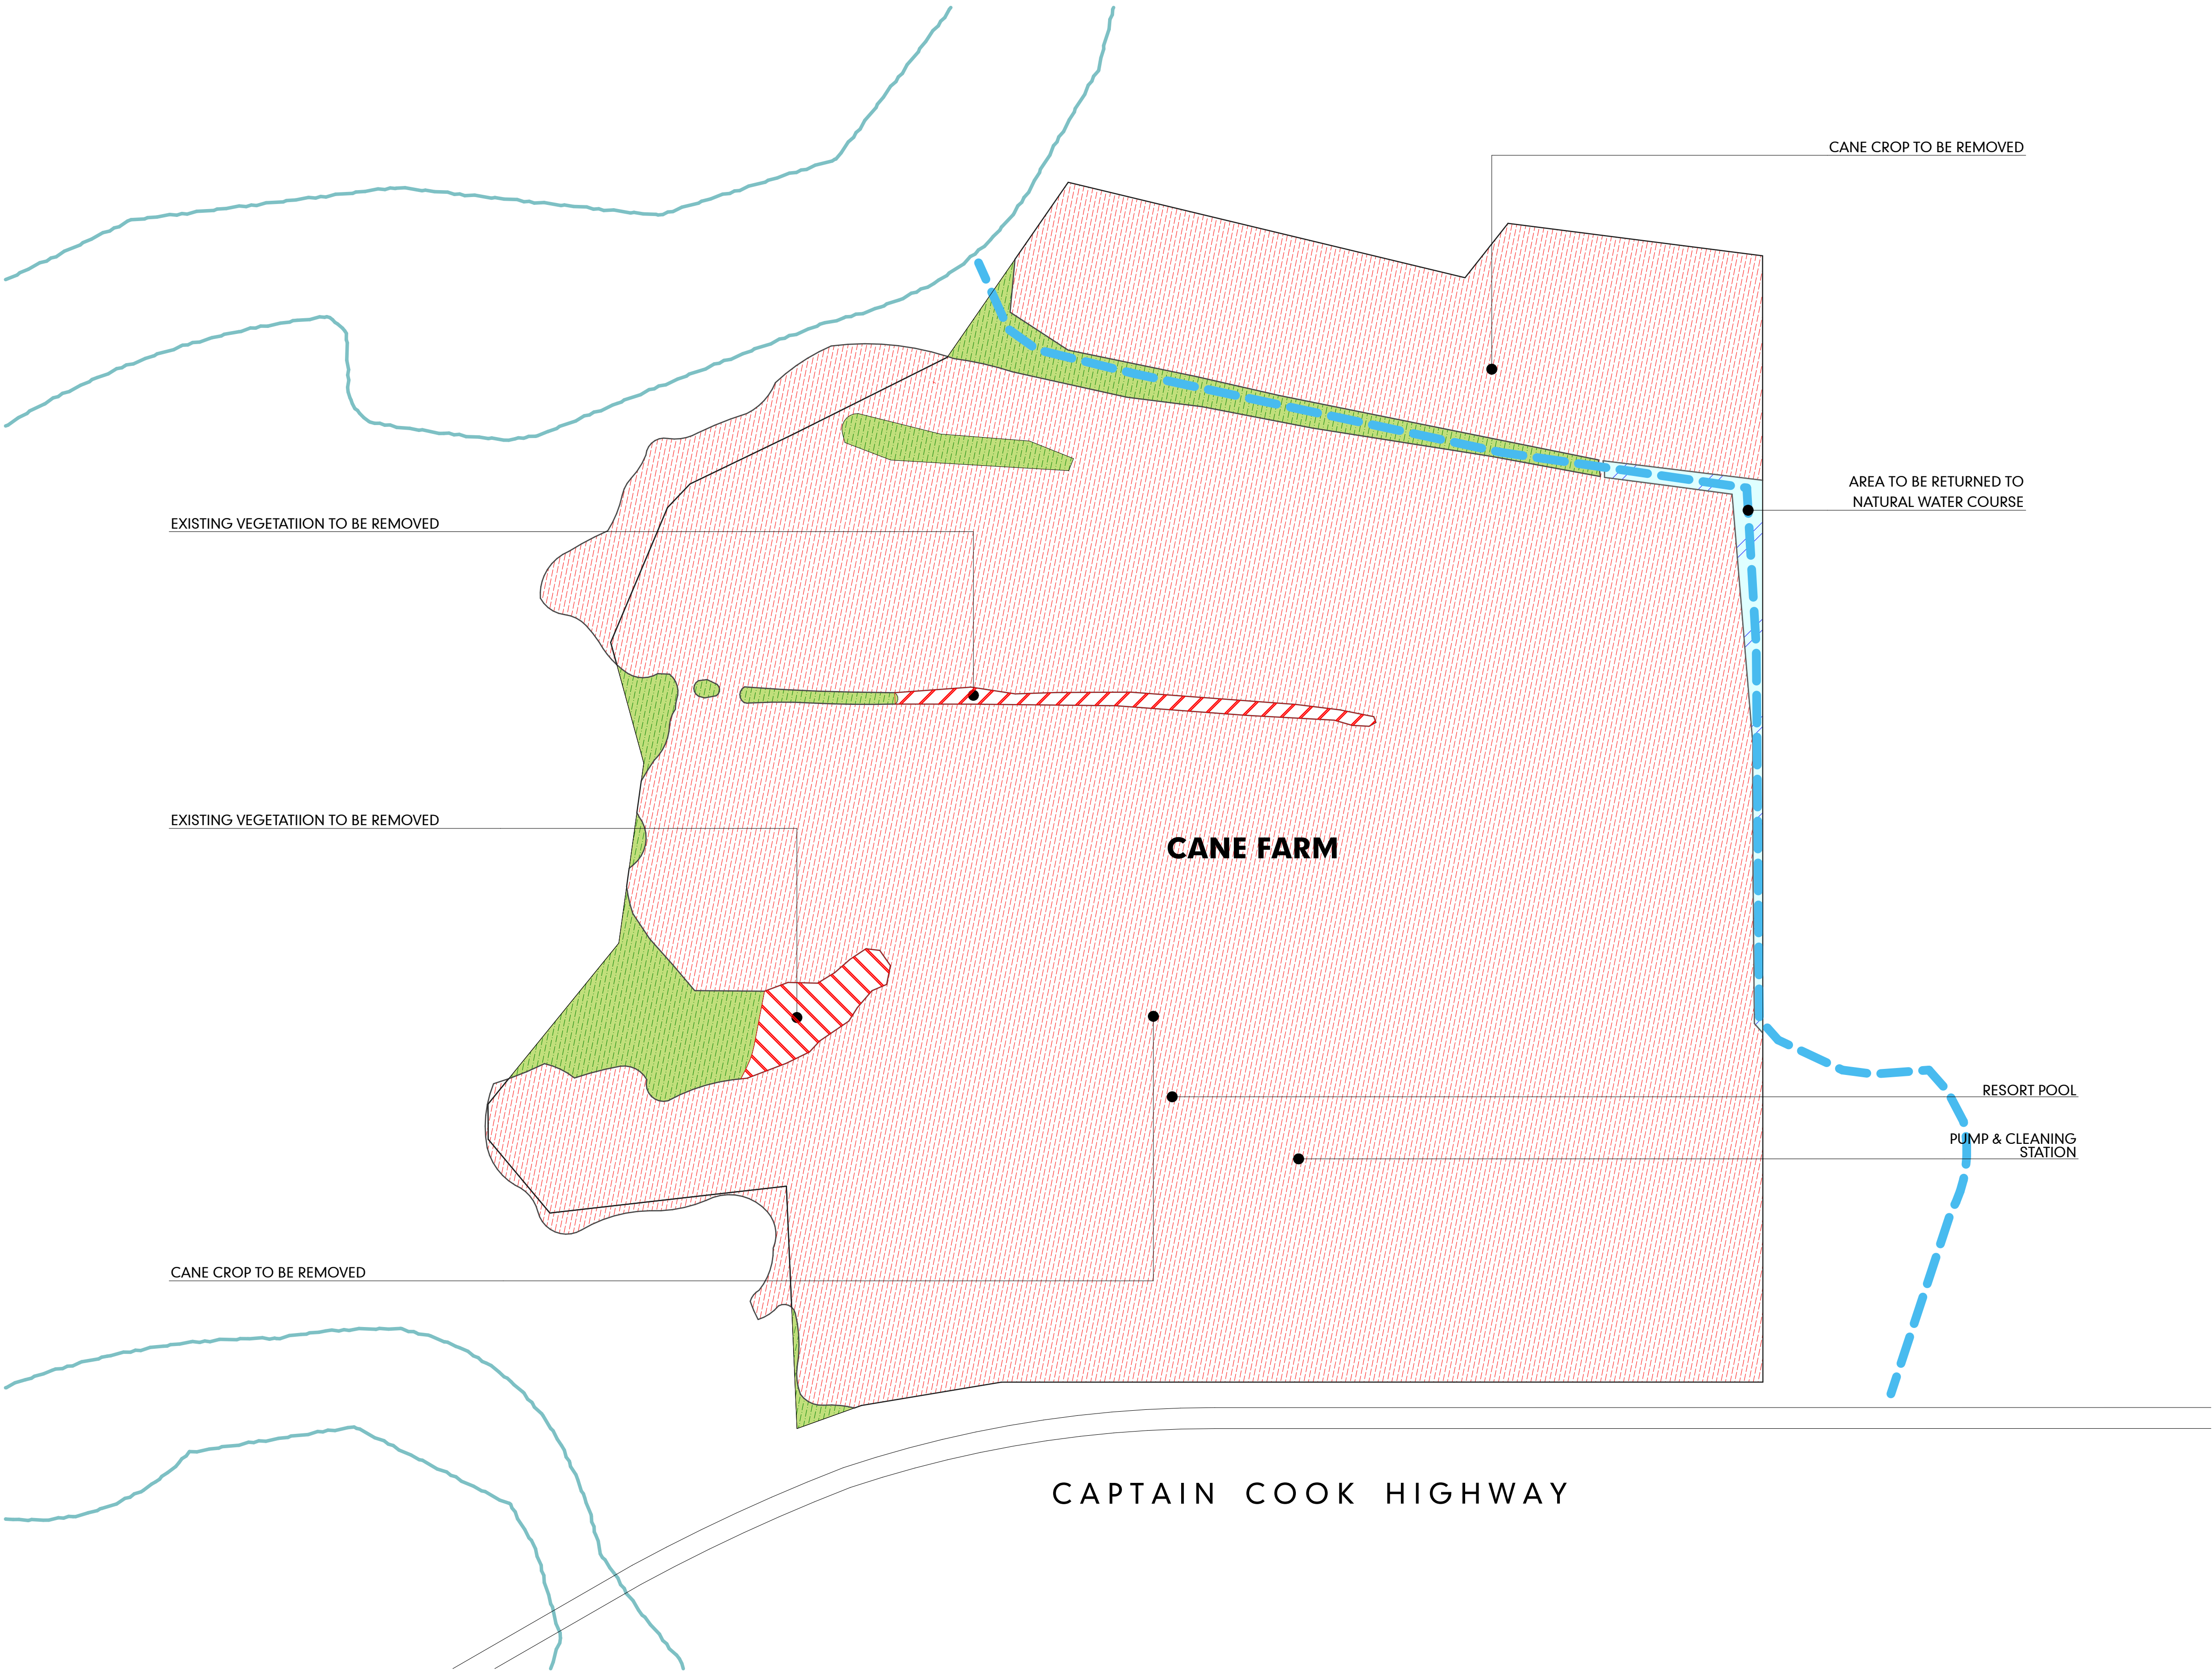 CANE CROP TO BE REMOVED
AREA TO BE RETURNED TO
NATURAL WATER COURSE
EXISTING VEGETATIION TO BE REMOVED
EXISTING VEGETATIION TO BE REMOVED
CANE FARM
RESORT POOL
PUMP & CLEANING
STATION
CANE CROP TO BE REMOVED
CAPTAIN COOK HIGHWAY